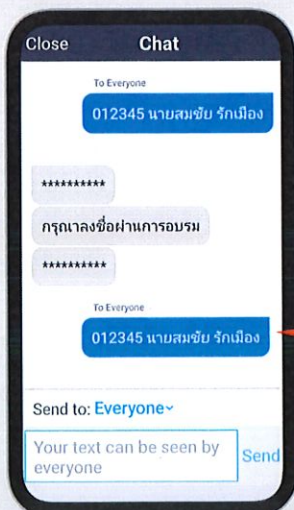 Close Chat
To Everyone
012345 นายสมชัย รักเมือง
**********
กรุณาลงชื่อผ่านการอบรม
**********
To Everyone
012345 นายสมชัย รักเมือง
Send to: Everyone
Your text can be seen by
everyone
Send